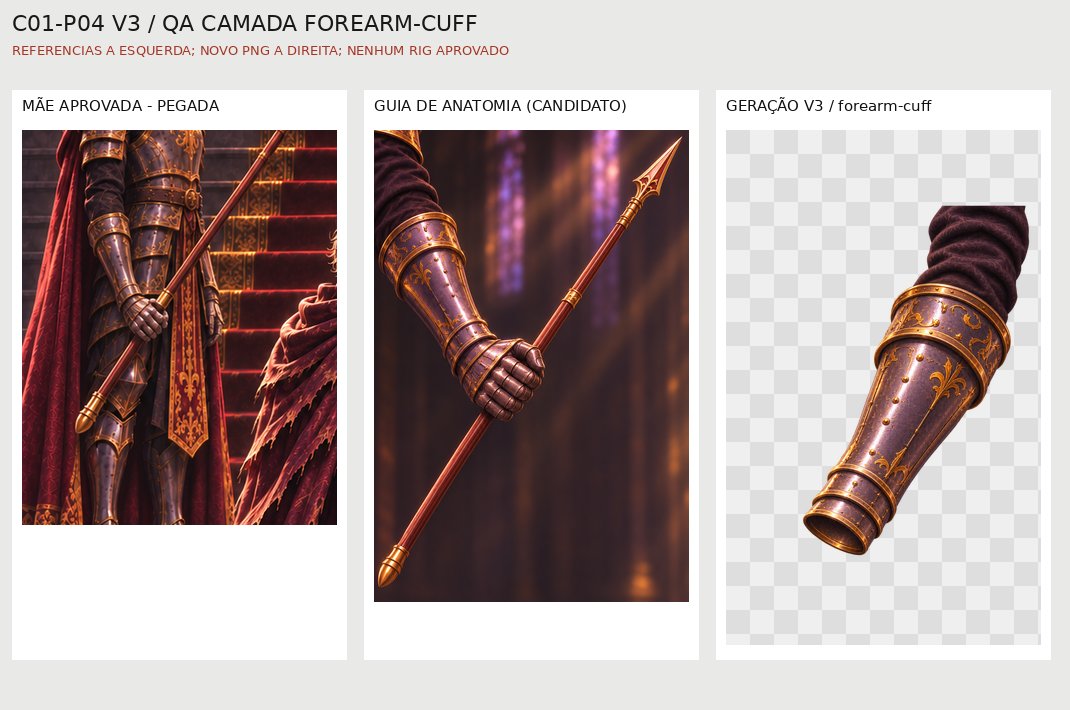 C01-P04 V3 / QA CAMADA FOREARM-CUFF
REFERENCIAS A ESQUERDA; NOVO PNG A DIREITA; NENHUM RIG APROVADO
MÃE APROVADA - PEGADA
GUIA DE ANATOMIA (CANDIDATO)
GERAÇÃO V3 / forearm-cuff